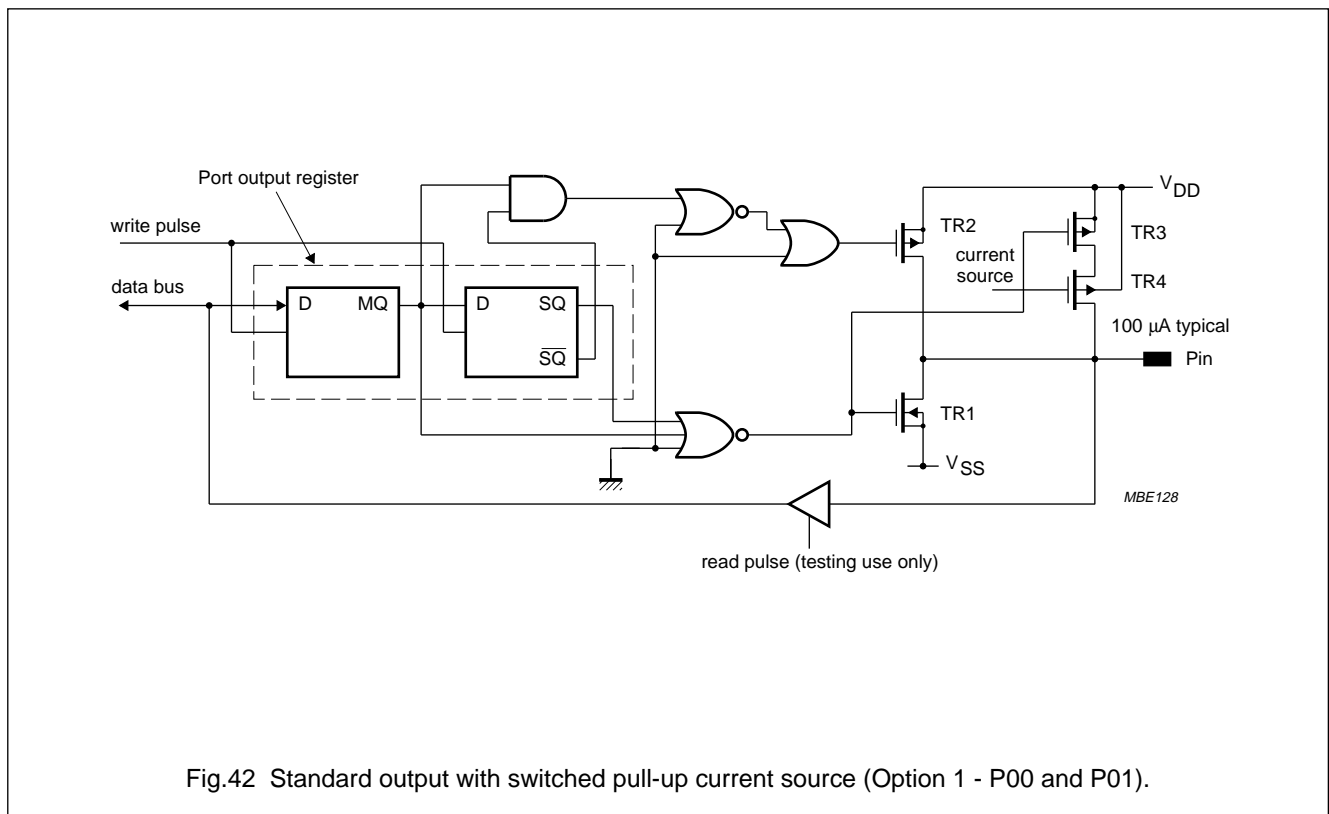 Port output register
write pulse
data bus
D
MQ
D
SQ
SQ
VDD
TR2
TR3
current
source
TR4
100 µA typical
Pin
TR1
VSS
MBE128
read pulse (testing use only)
Fig.42 Standard output with switched pull-up current source (Option 1 - P00 and P01).